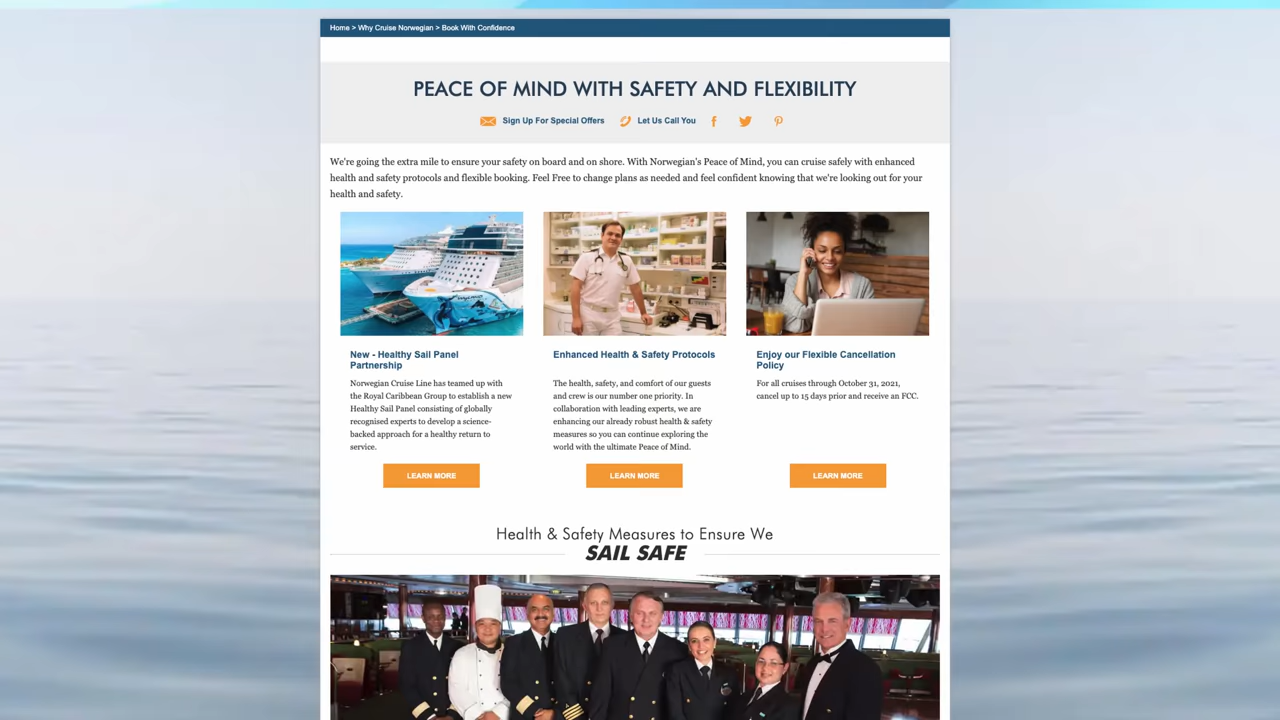 Home > Why Cruise Norwegian > Book With Confidence
PEACE OF MIND WITH SAFETY AND FLEXIBILITY
Sign Up For Special Offers
Let Us Call You
We're going the extra mile to ensure your safety on board and on shore. With Norwegian's Peace of Mind, you can cruise safely with enhanced
health and safety protocols and flexible booking. Feel Free to change plans as needed and feel confident knowing that we're looking out for your
health and safety.
New - Healthy Sail Panel
Partnership
Norwegian Cruise Line has teamed up with
the Royal Caribbean Group to establish a new
Healthy Sail Panel consisting of globally
recognised experts to develop a science-
backed approach for a healthy return to
service.
LEARN MORE
Enhanced Health & Safety Protocols
The health, safety, and comfort of our guests
and crew is our number one priority. In
collaboration with leading experts, we are
enhancing our already robust health & safety
measures so you can continue exploring the
world with the ultimate Peace of Mind.
LEARN MORE
Enjoy our Flexible Cancellation
Policy
For all cruises through October 31, 2021,
cancel up to 15 days prior and receive an FCC.
LEARN MORE
Health & Safety Measures to Ensure We
SAIL SAFE